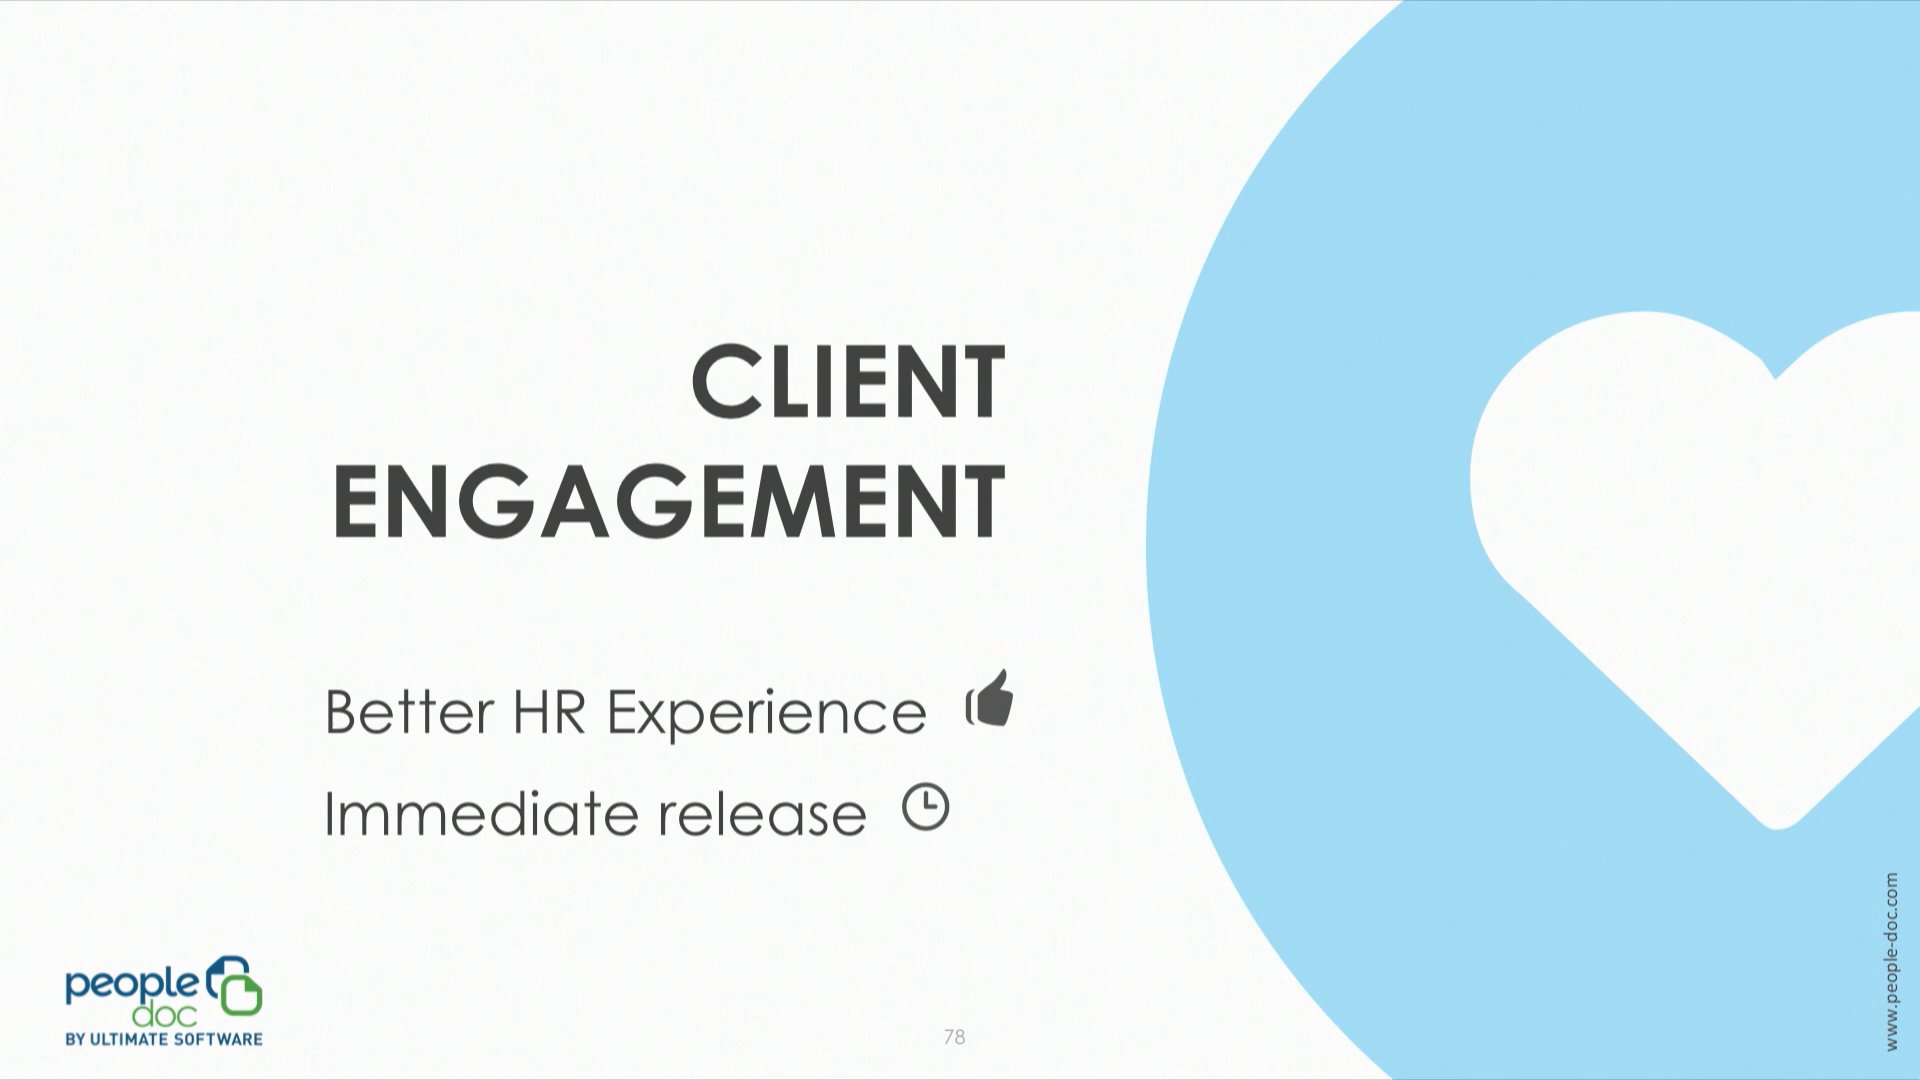 CLIENT
ENGAGEMENT
Better HR Experience
Immediate release
people
doc
BY ULTIMATE SOFTWARE
78
www.people-doc.com